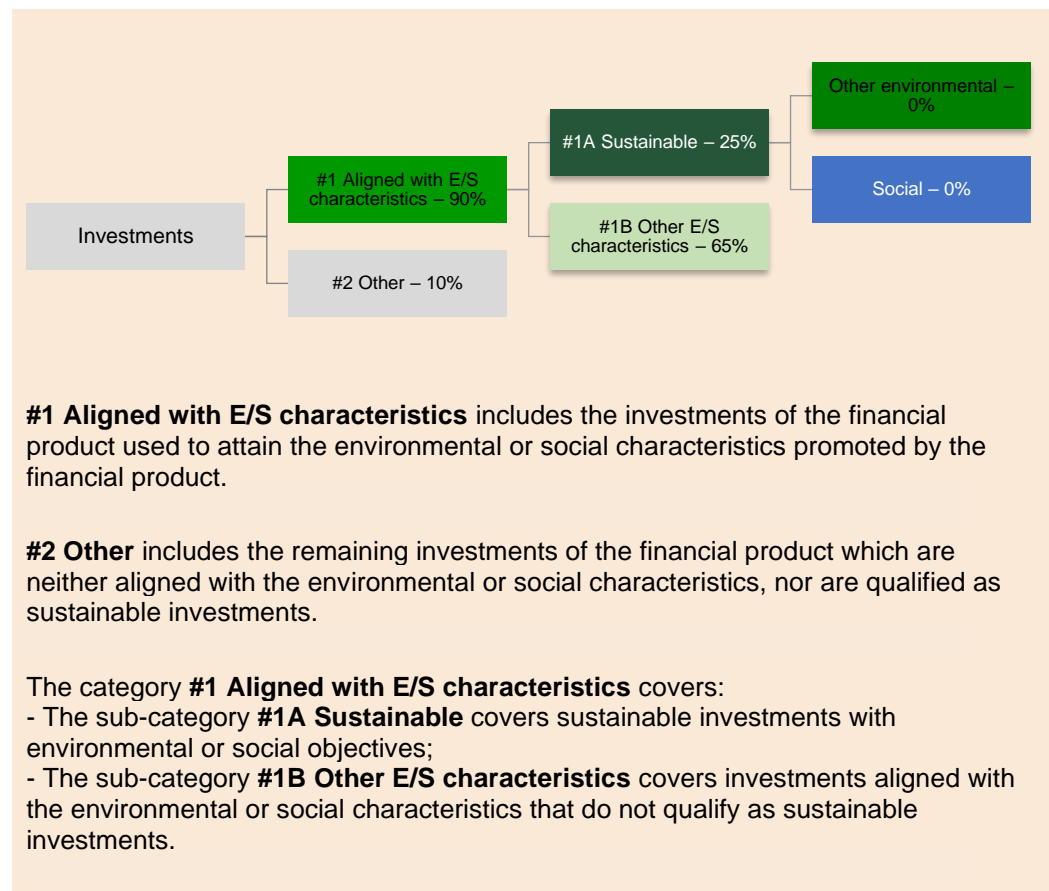 Investments
#1 Aligned with E/S
characteristics – 90%
#2 Other – 10%
#1A Sustainable – 25%
#1B Other E/S
characteristics – 65%
Other environmental –
0%
Social – 0%
#1 Aligned with E/S characteristics includes the investments of the financial
product used to attain the environmental or social characteristics promoted by the
financial product.
#2 Other includes the remaining investments of the financial product which are
neither aligned with the environmental or social characteristics, nor are qualified as
sustainable investments.
The category #1 Aligned with E/S characteristics covers:
- The sub-category #1A Sustainable covers sustainable investments with
environmental or social objectives;
- The sub-category #1B Other E/S characteristics covers investments aligned with
the environmental or social characteristics that do not qualify as sustainable
investments.